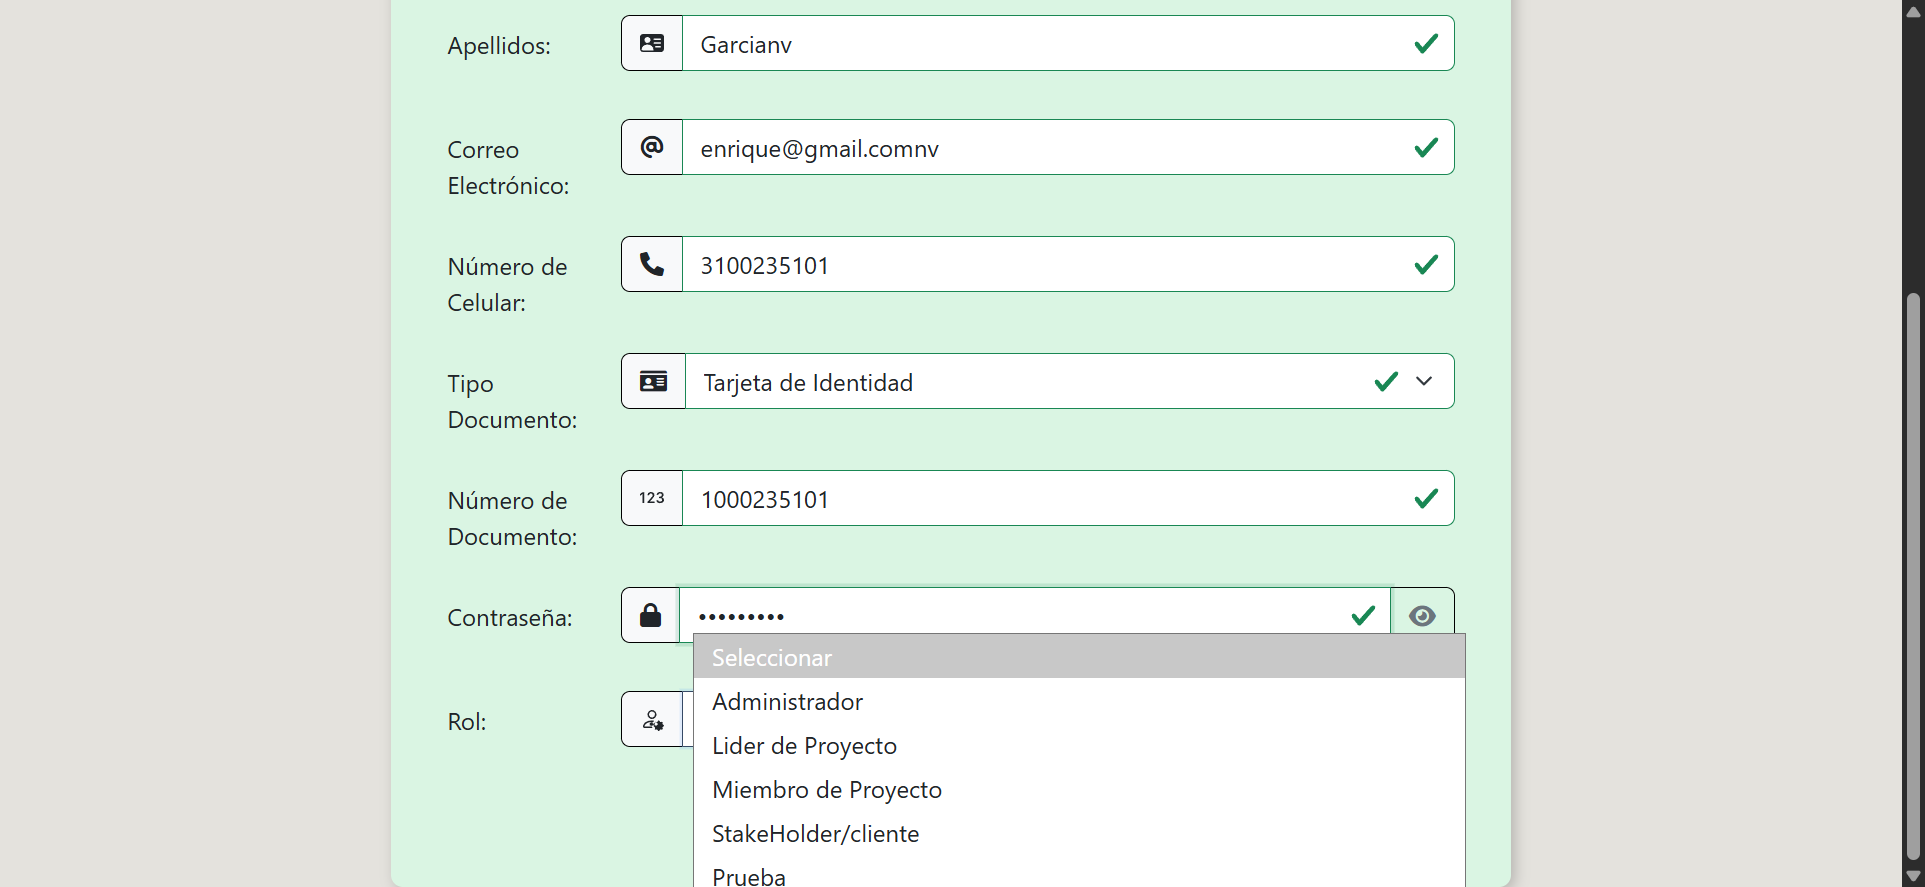 Apellidos:
Garcianv
Correo
Electrónico:
enrique@gmail.comnv
Número de
Celular:
3100235101
Tipo
Documento:
Tarjeta de Identidad
Número de
Documento:
123
1000235101
Contraseña:
•••••••••
Seleccionar
Administrador
Lider de Proyecto
Miembro de Proyecto
StakeHolder/cliente
Prueba
Rol: